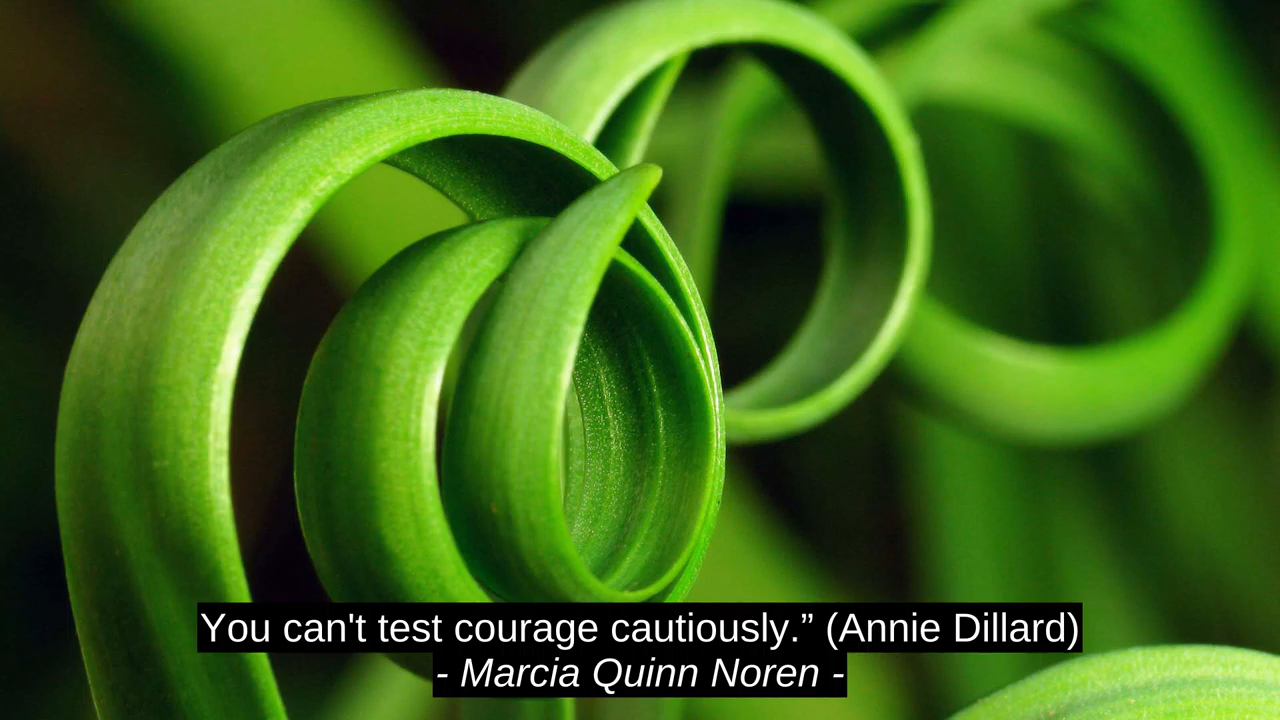 You can't test courage cautiously.” (Annie Dillard)
- Marcia Quinn Noren -